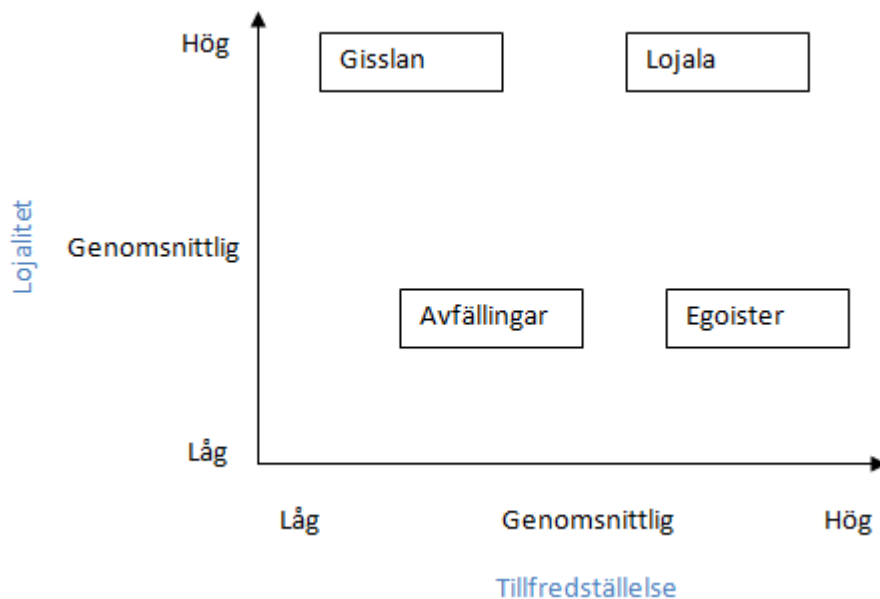 Hög
Gisslan
Lojala
Lojalitet
Genomsnittlig
Avfällingar
Egoister
Låg
Låg
Genomsnittlig
Hög
Tillfredställelse